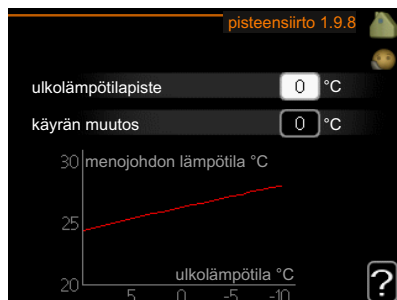 pisteensiirto 1.9.8
ulkolämpötilapiste 0 °C
käyrän muutos 0 °C
30 menojohdon lämpötila °C
25
ulkolämpötila °C
20
5 0 -5 -10
?